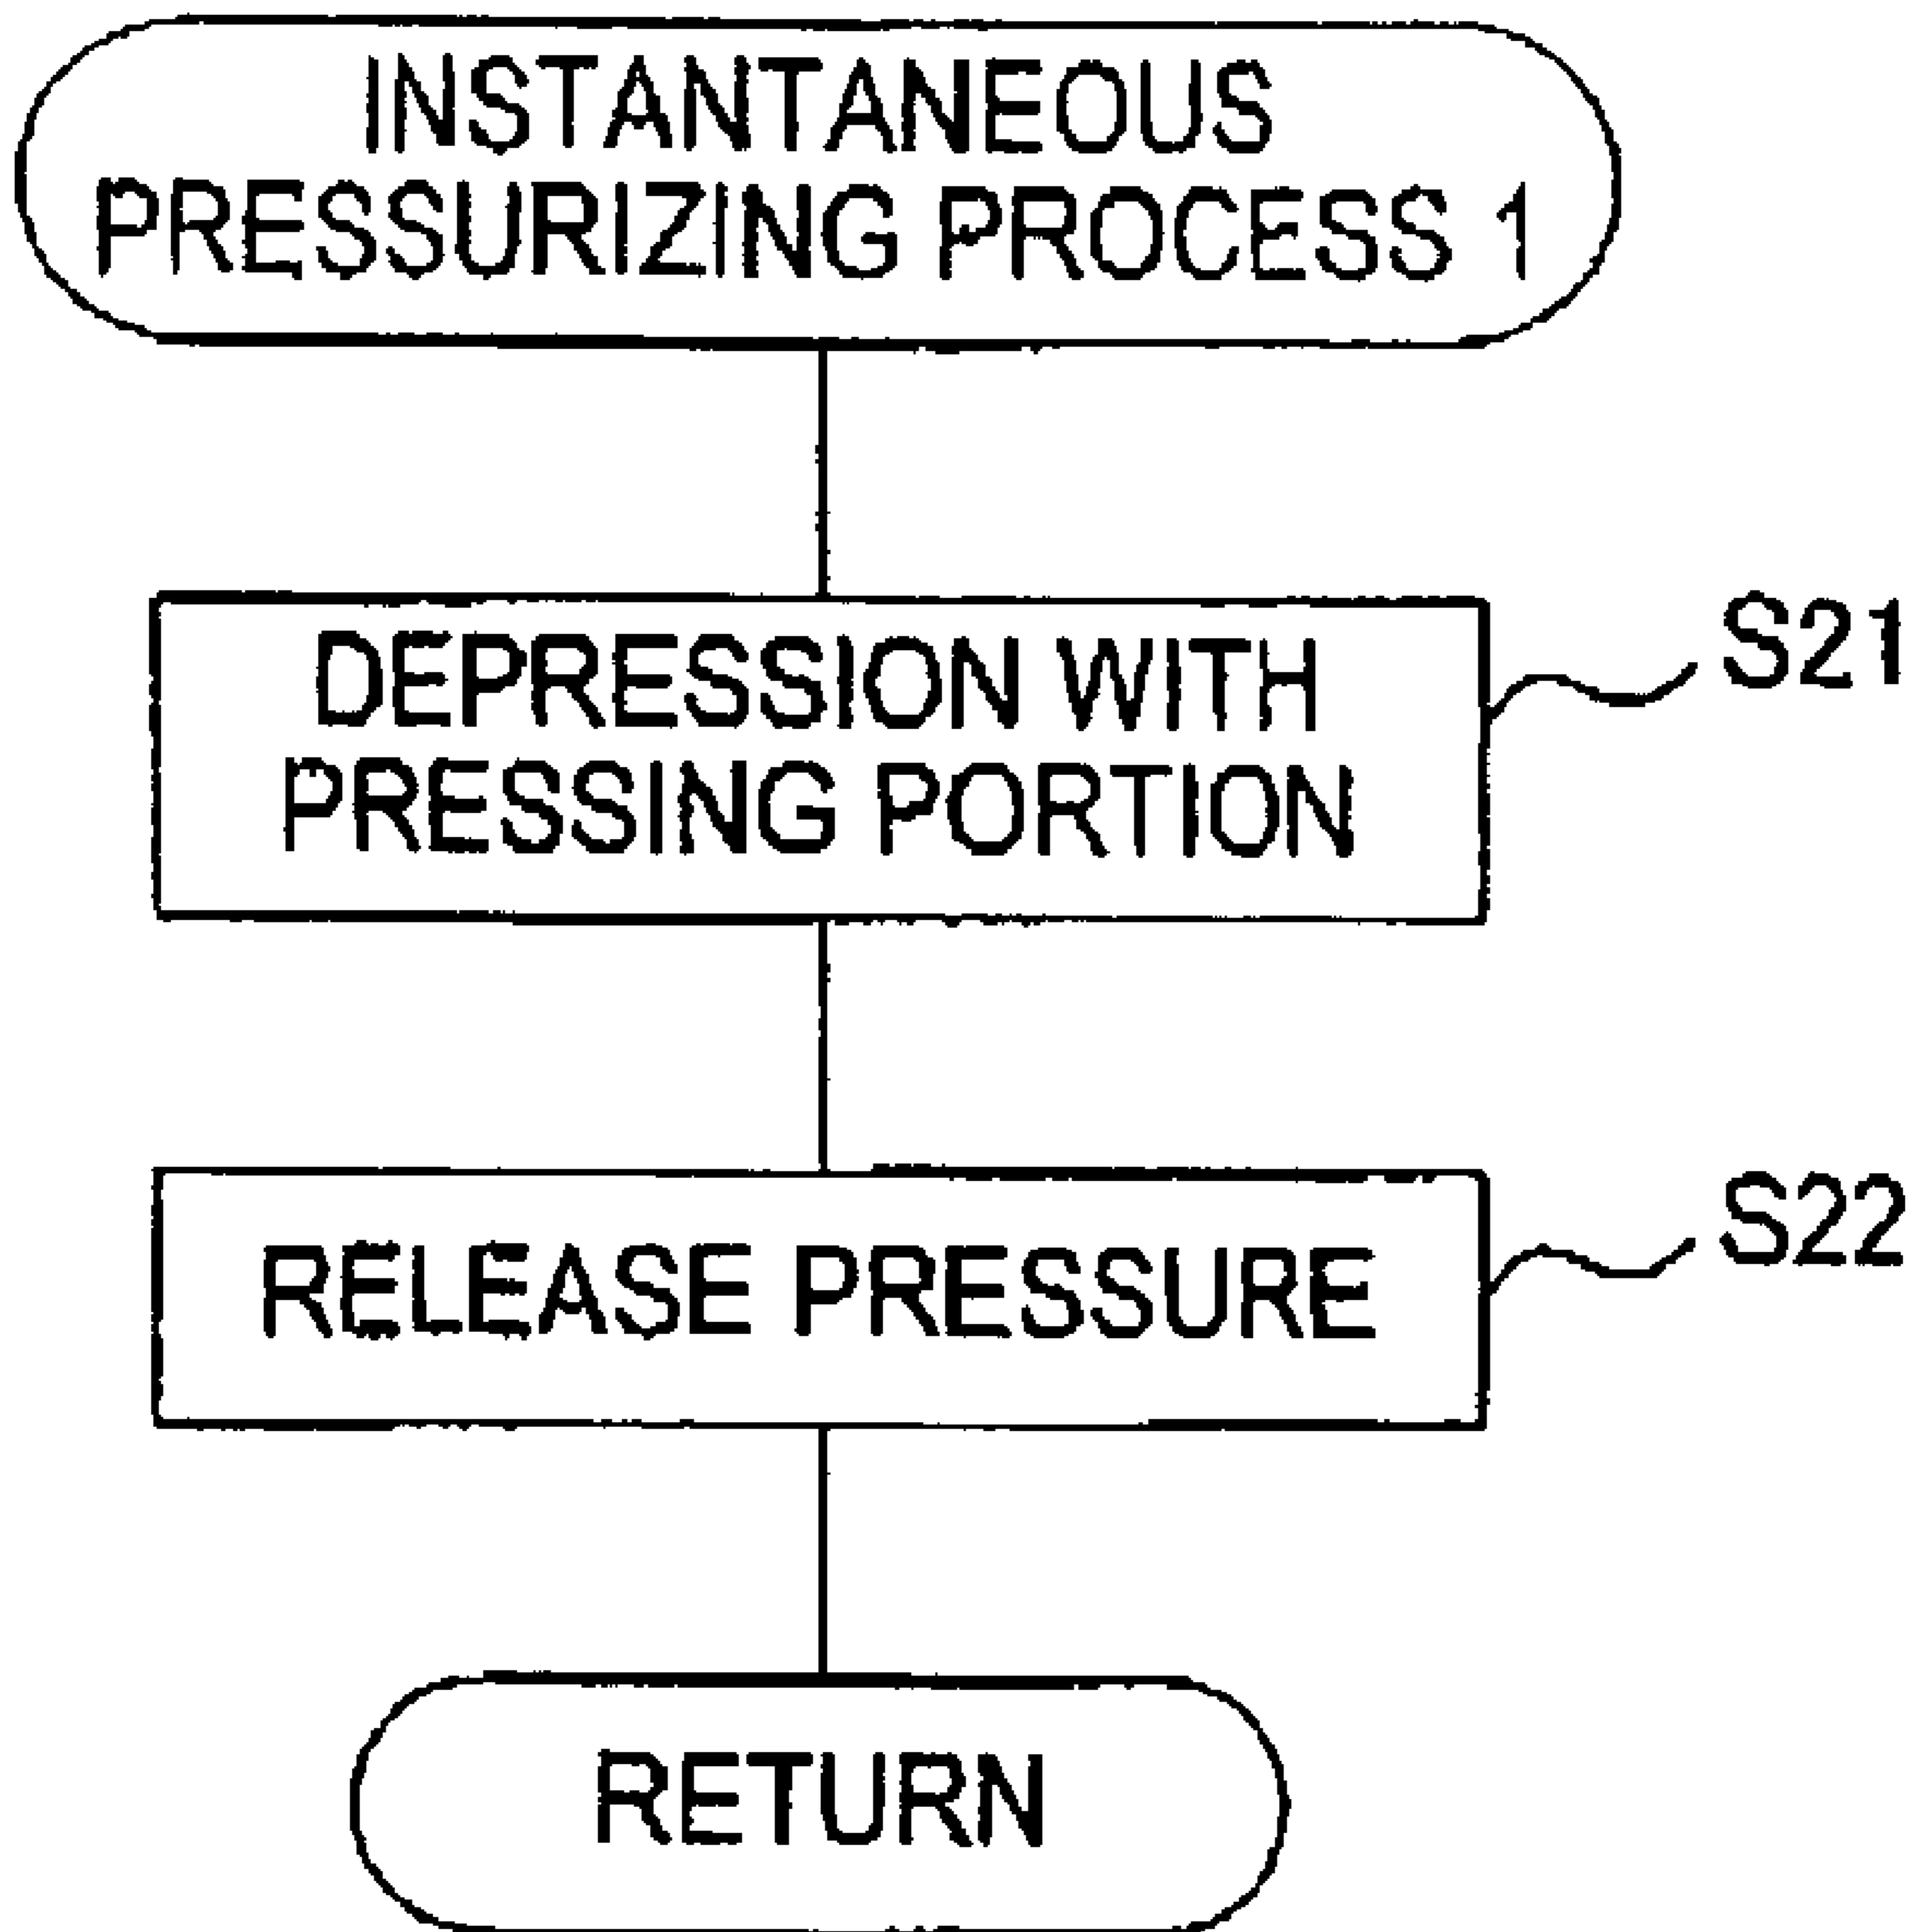 INSTANTANEOUS
PRESSURIZING PROCESS 1
DEPRESSION WITH
PRESSING PORTION
S21
RELEASE PRESSURE
S22
RETURN